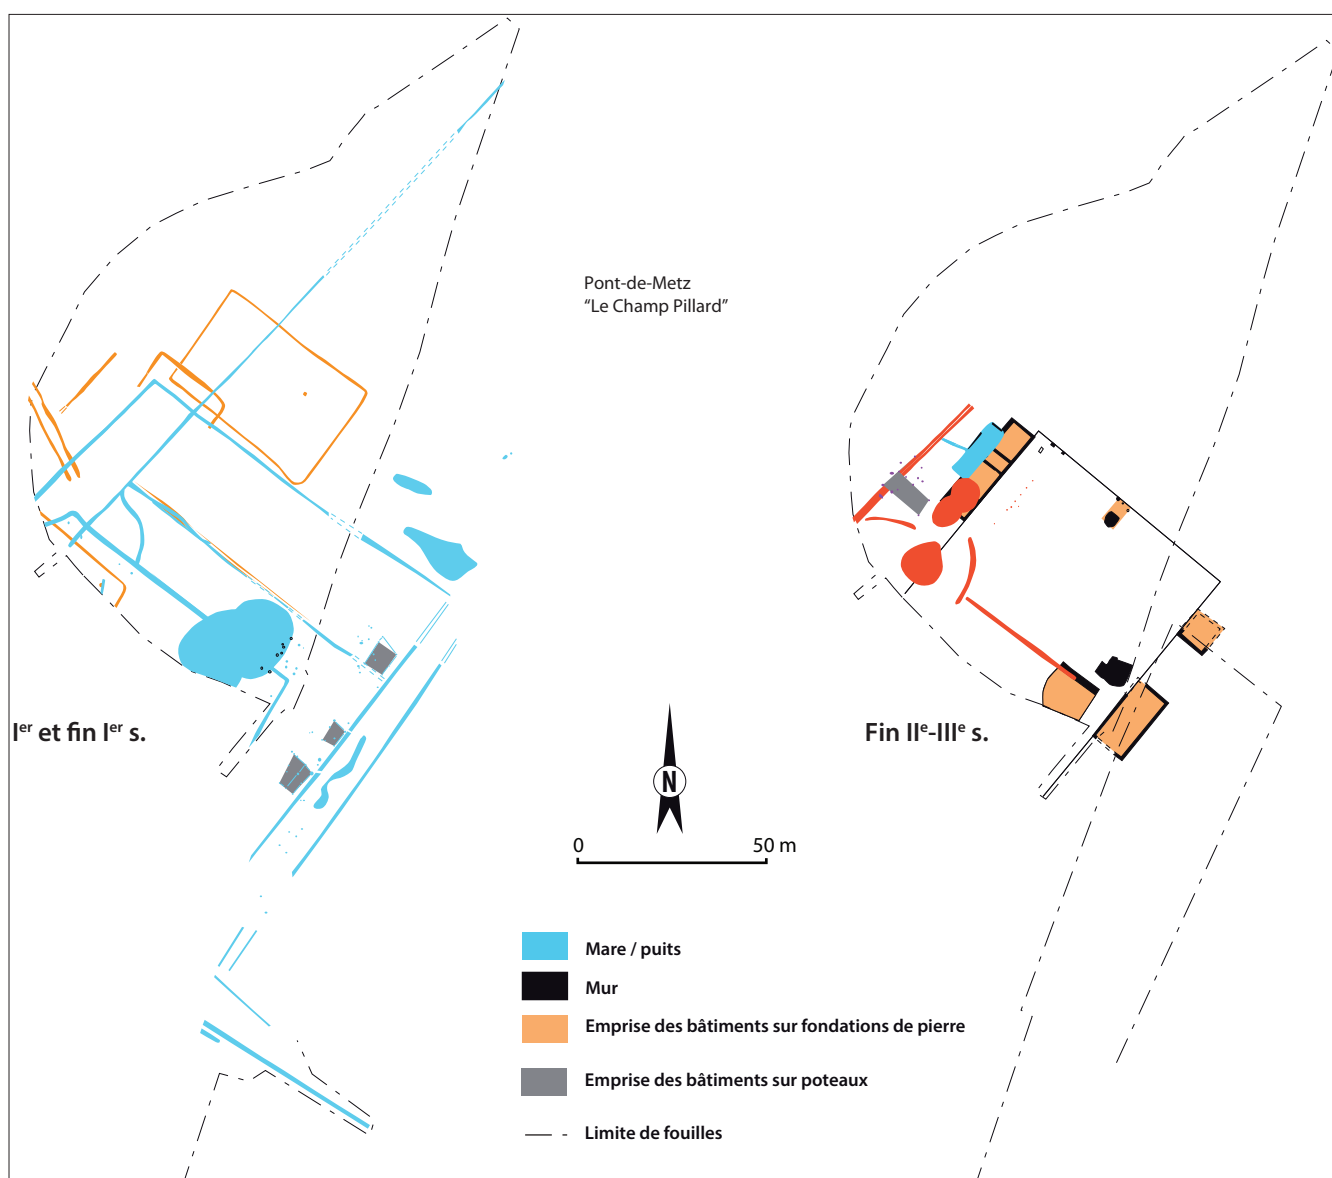 Pont-de-Metz
“Le Champ Pillard”
Ier et fin Ier s.
Fin IIe-IIIe s.
N
0 50 m
Mare / puits
Mur
Emprise des bâtiments sur fondations de pierre
Emprise des bâtiments sur poteaux
Limite de fouilles